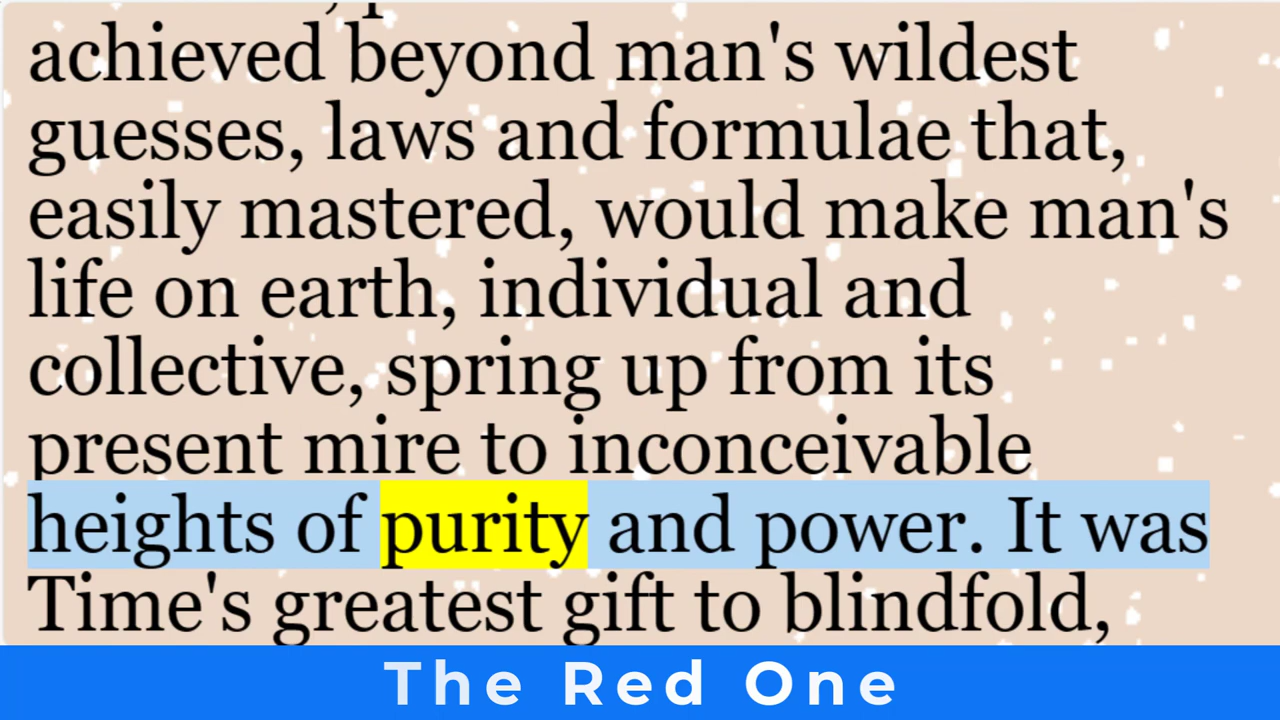 achieved beyond man's wildest
guesses, laws and formulae that,
easily mastered, would make man's
life on earth, individual and
collective, spring up from its
present mire to inconceivable
heights of purity and power. It was
Time's greatest gift to blindfold,
The Red One